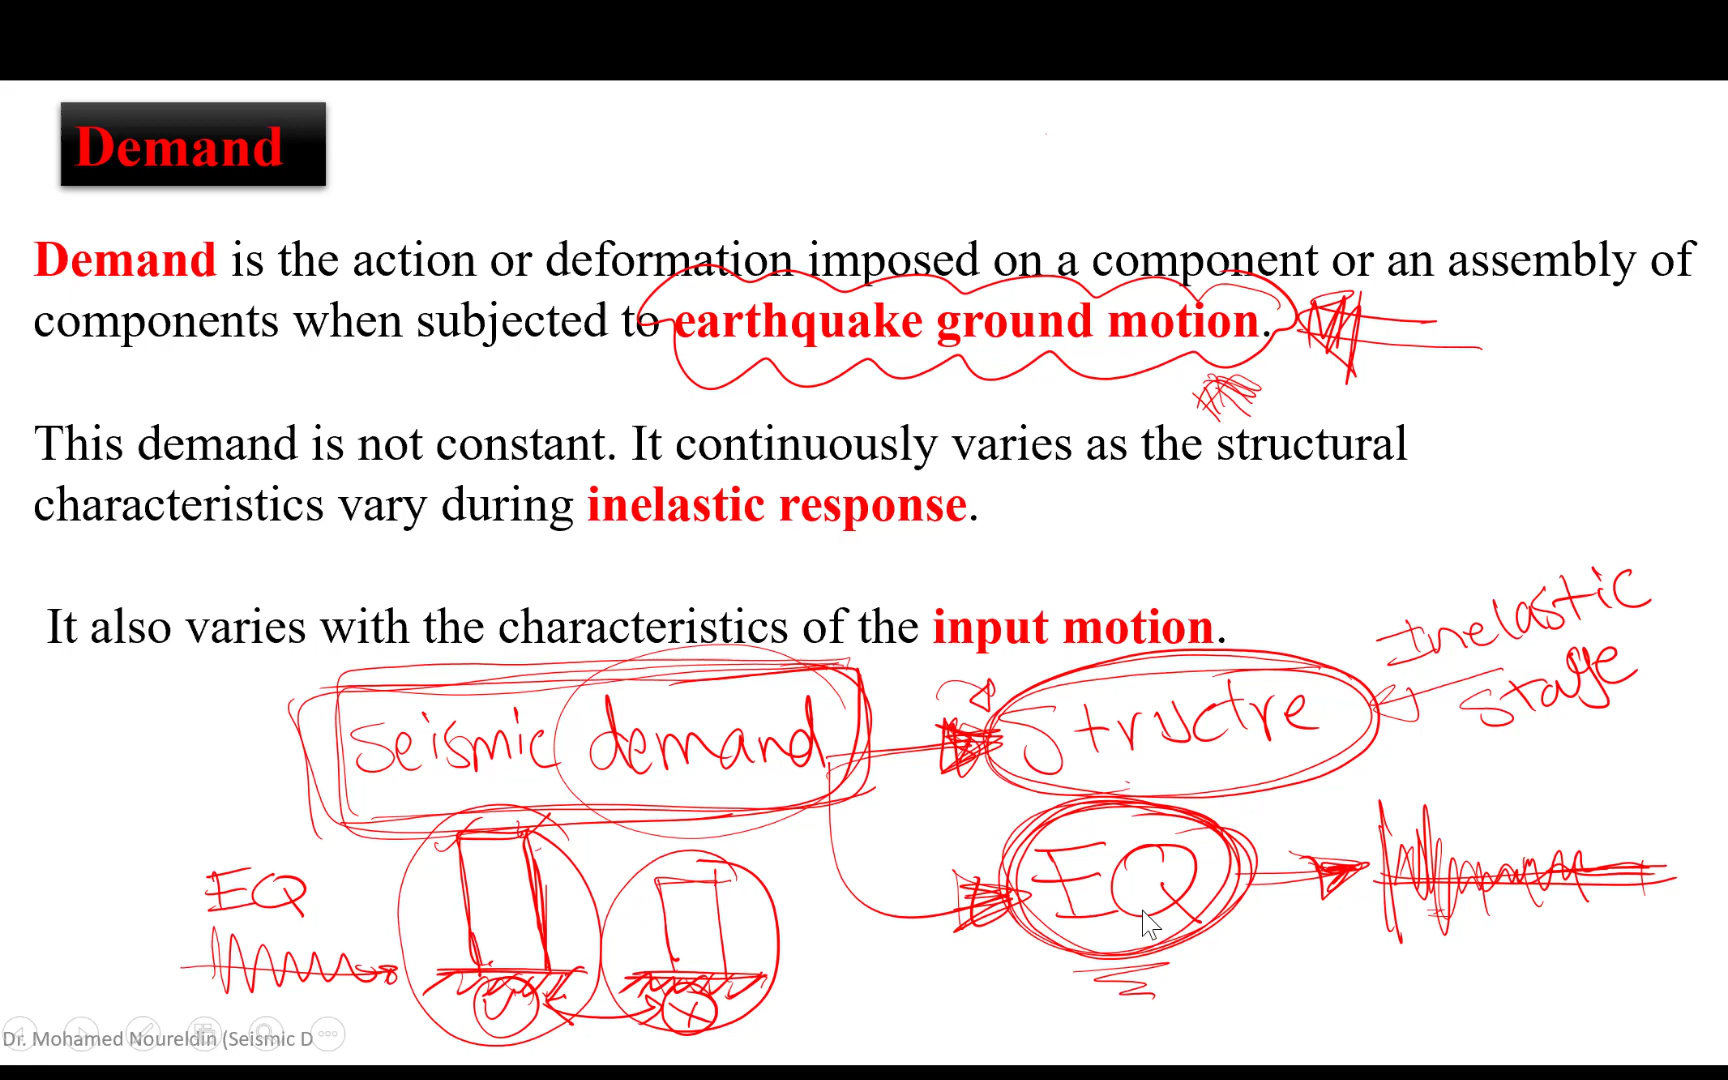 Demand
Demand is the action or deformation imposed on a component or an assembly of
components when subjected to earthquake ground motion.
This demand is not constant. It continuously varies as the structural
characteristics vary during inelastic response.
It also varies with the characteristics of the input motion.
Inelastic
stage
seismic demand
Structre
EQ
EQ
Dr. Mohamed Noureldin (Seismic D